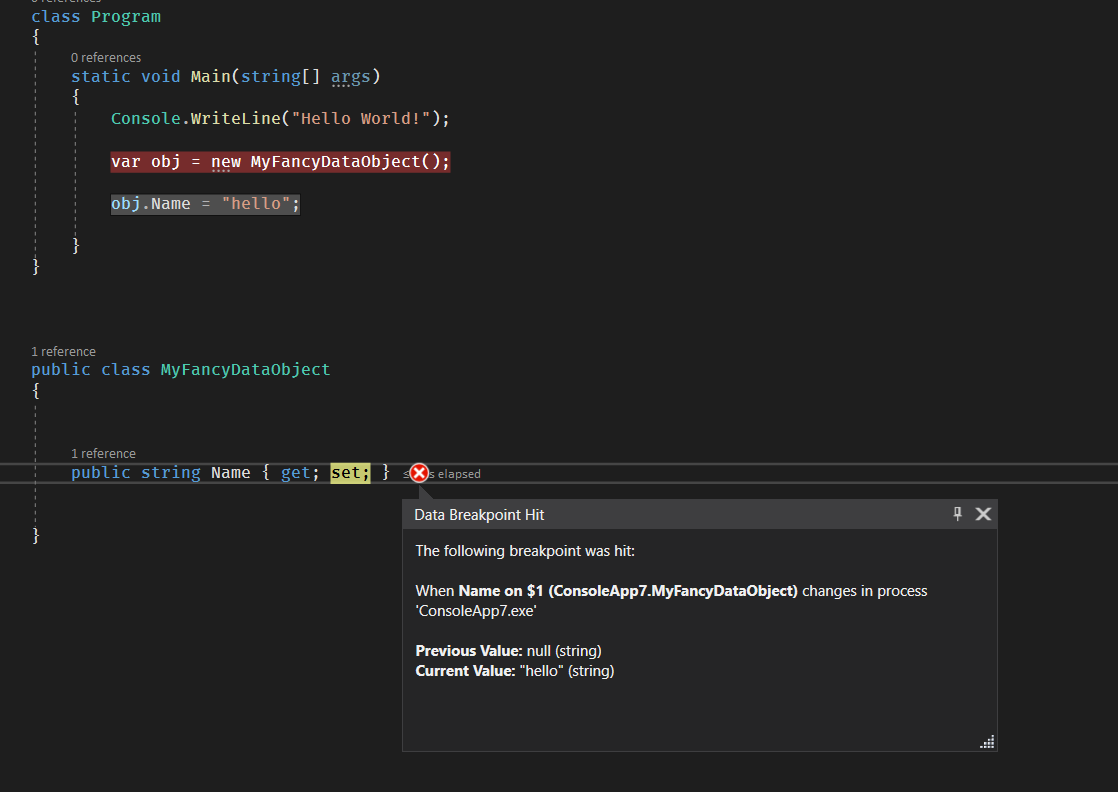 class Program
{
0 references
static void Main(string[] args)
{
Console.WriteLine("Hello World!");
var obj = new MyFancyDataObject();
obj.Name = "hello";
}
}
1 reference
public class MyFancyDataObject
{
1 reference
public string Name { get; set; } elapsed
Data Breakpoint Hit
The following breakpoint was hit:
When Name on $1 (ConsoleApp7.MyFancyDataObject) changes in process
'ConsoleApp7.exe'
Previous Value: null (string)
Current Value: "hello" (string)
}